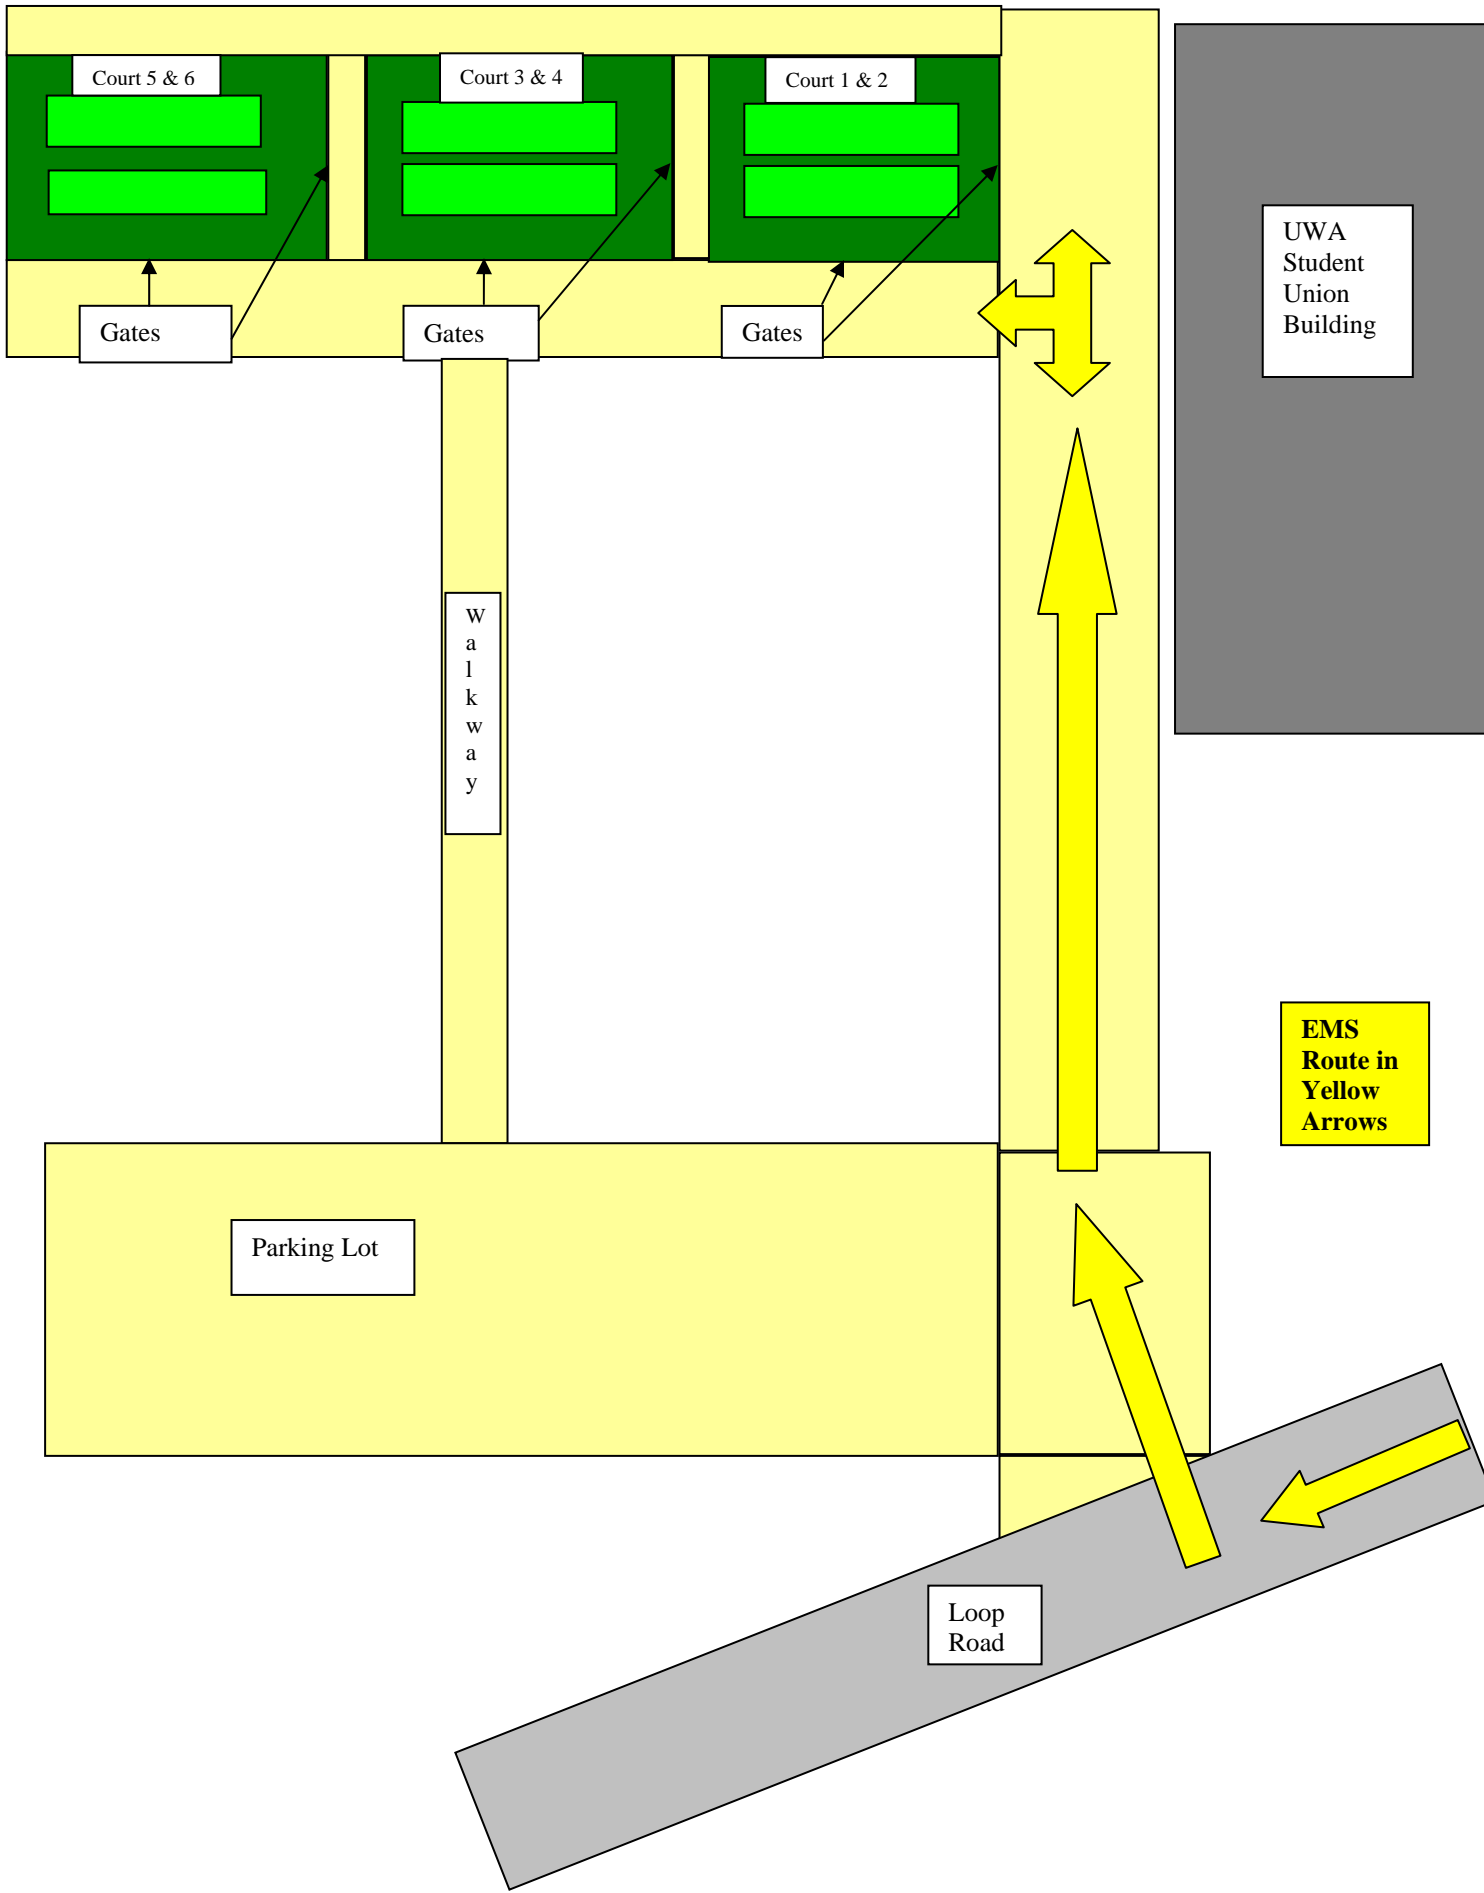 Court 5 & 6
Court 3 & 4
Court 1 & 2
UWA
Student
Union
Building
Gates
Gates
Gates
W
a
l
k
w
a
y
EMS
Route in
Yellow
Arrows
Parking Lot
Loop
Road